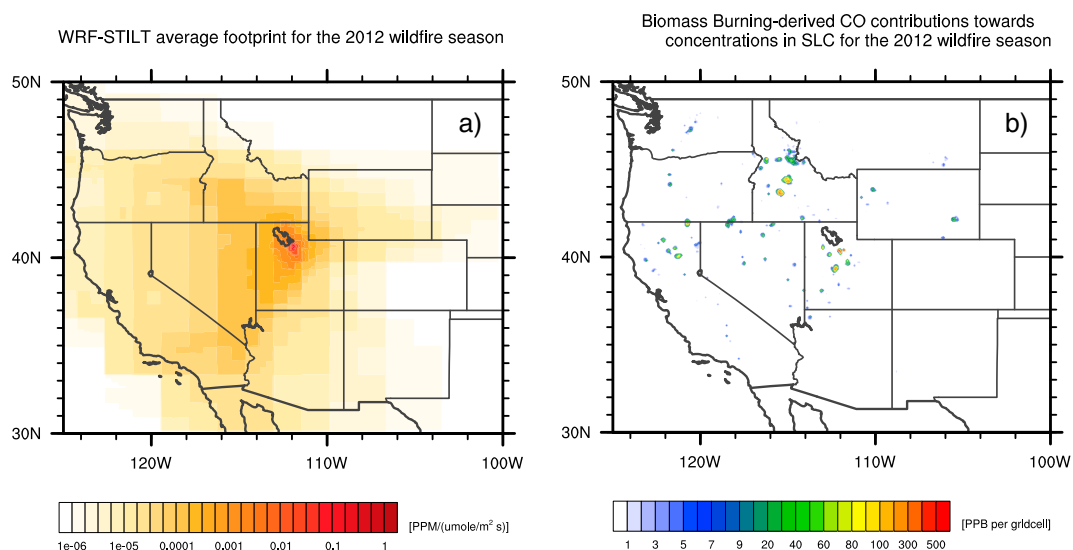 WRF-STILT average footprint for the 2012 wildfire season
50N
40N
30N
120W 110W 100W
a)
[PPM/(umole/m² s)]
1e-06 1e-05 0.0001 0.001 0.01 0.1 1
Biomass Burning-derived CO contributions towards
concentrations in SLC for the 2012 wildfire season
50N
40N
30N
120W 110W 100W
b)
[PPB per gridcell]
1 3 5 7 9 20 40 60 80 100 300 500